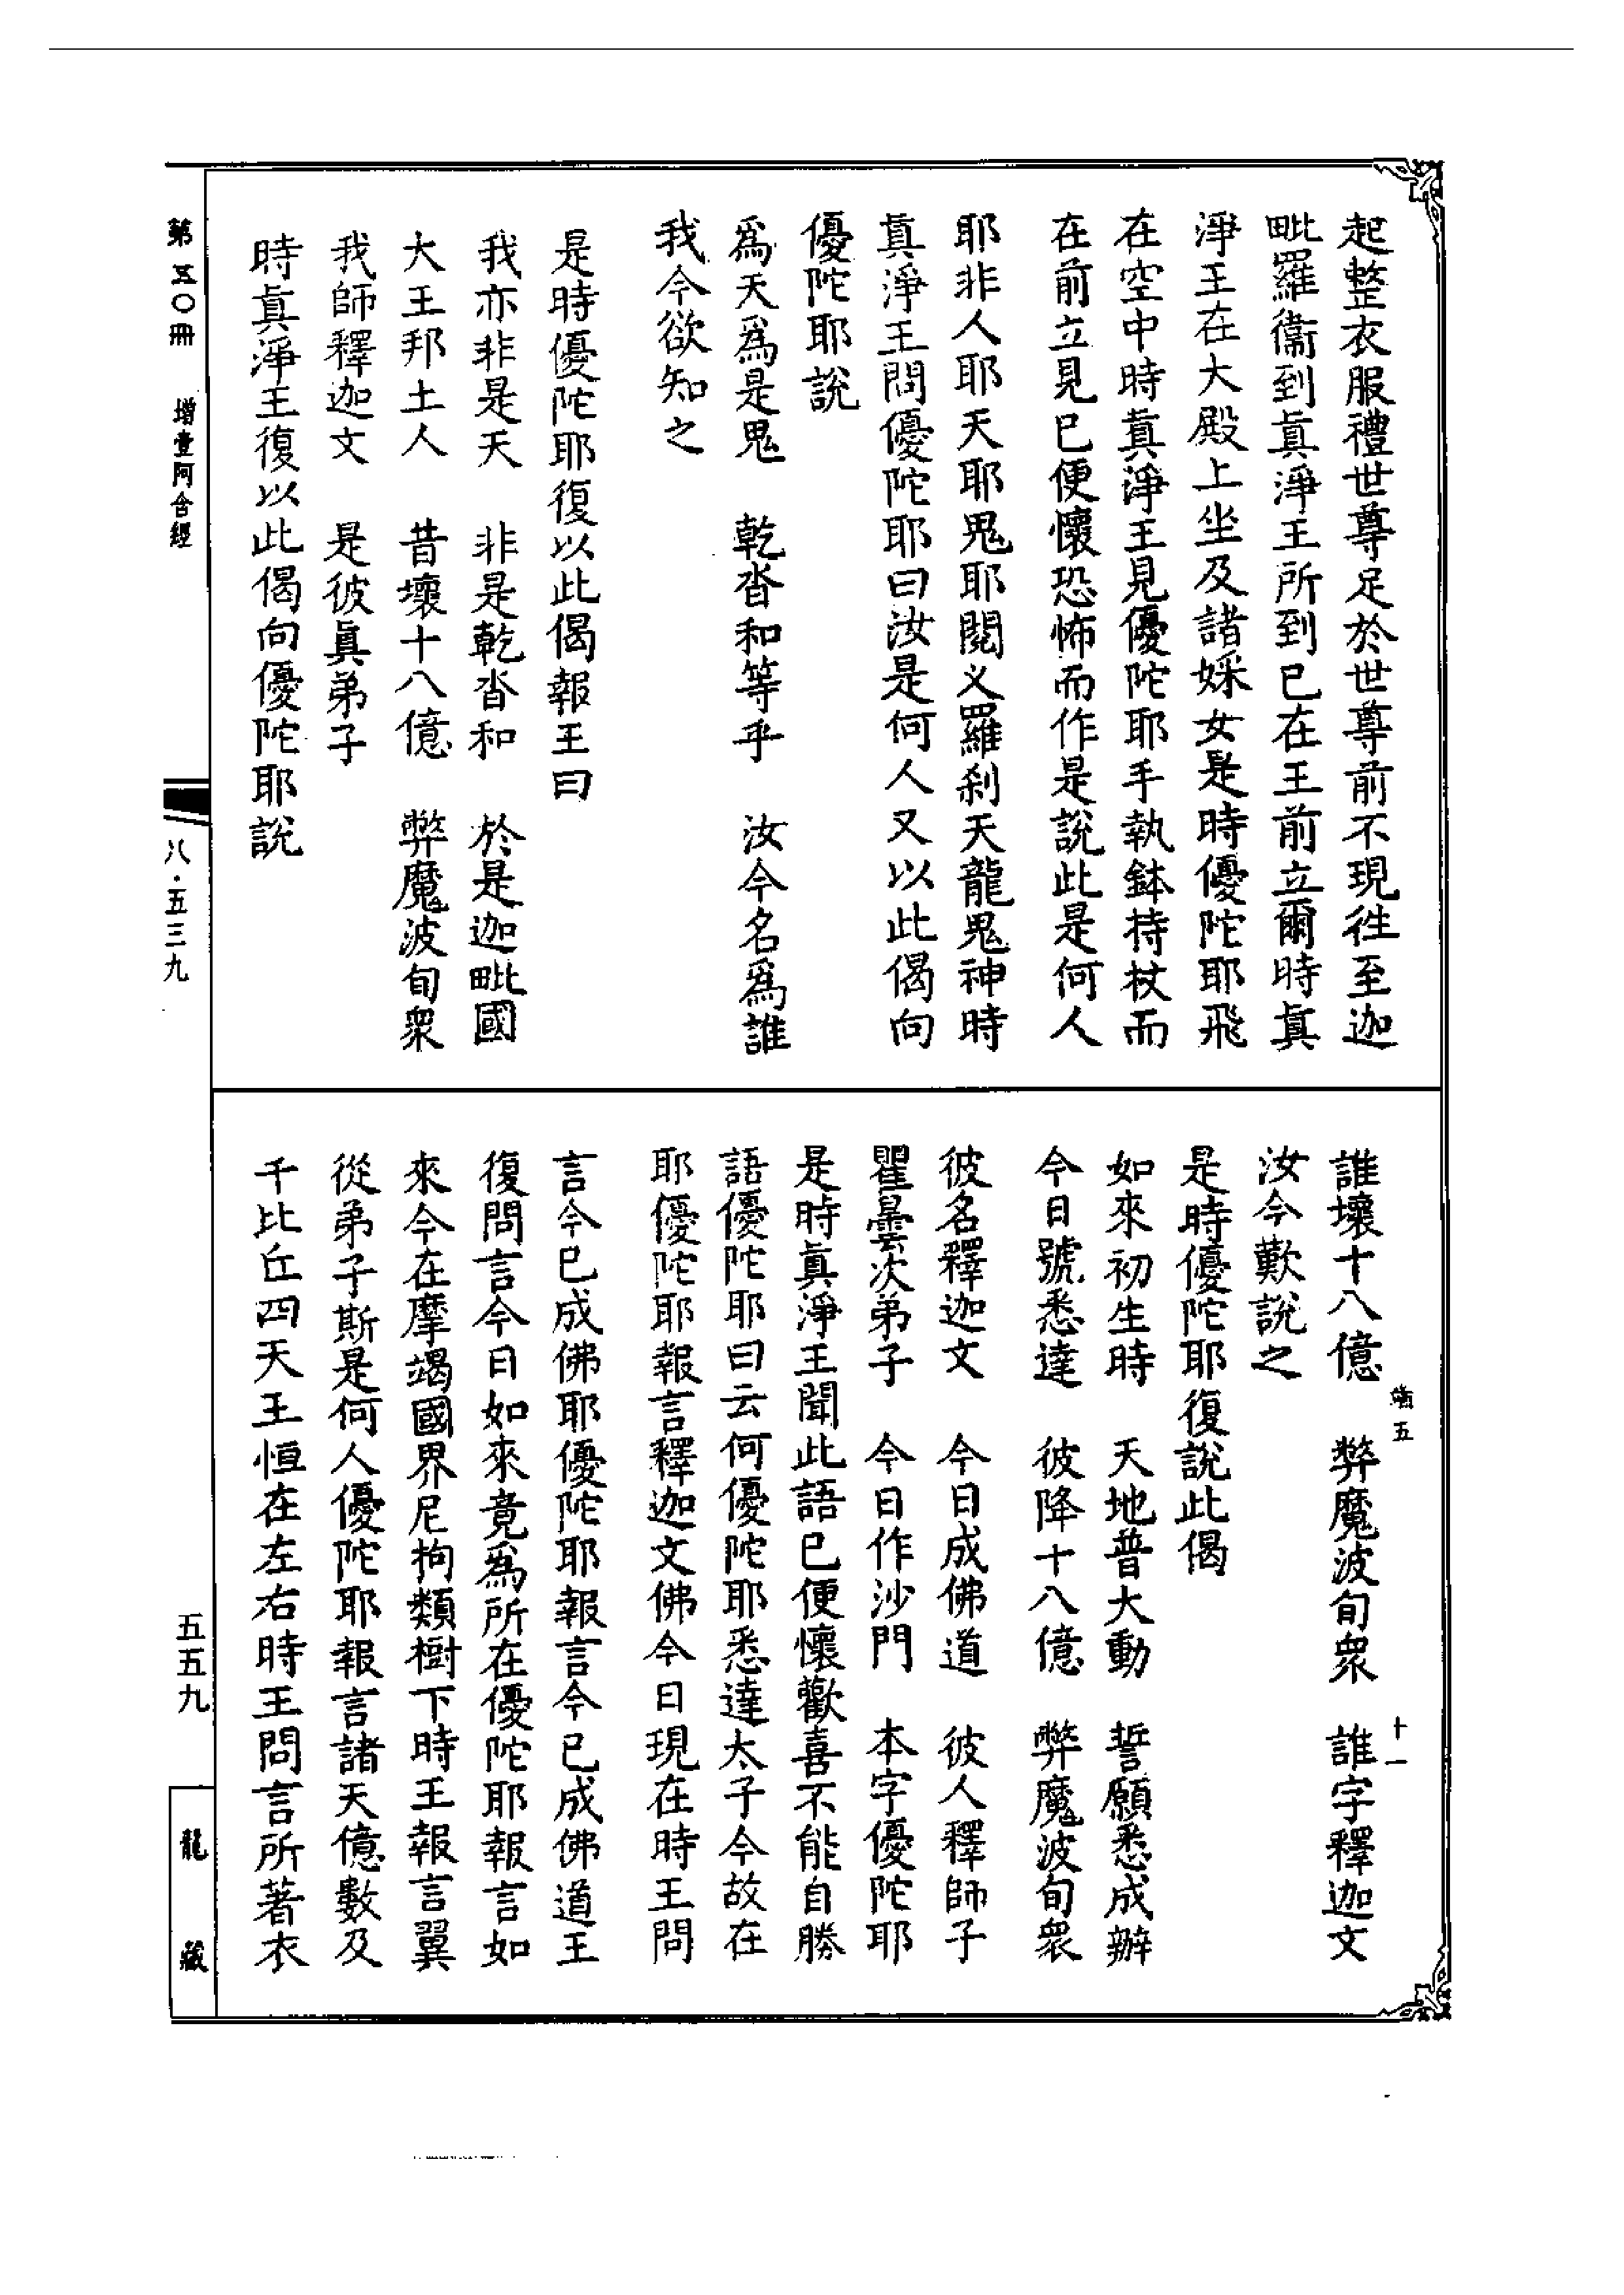 起整衣服禮世尊足於世尊前不現徃至迦
毗羅衞到真淨王所到已在王前立爾時真
淨王在大殿上坐及諸婇女是時優陀耶飛
在空中時真淨王見優陀耶手執鉢持杖而
在前立見已便懷恐怖而作是說此是何人
耶非人耶天耶鬼耶閱义羅剎天龍鬼神時
真淨王問優陀耶曰汝是何人又以此偈向
優陀耶說
為天為是鬼　乾沓和等乎　汝今名為誰
我今欲知之
是時優陀耶復以此偈報王曰
我亦非是天　非是乾沓和　於是迦毗國
大王邦土人　昔壞十八億　弊魔波旬衆
我師釋迦文　是彼真弟子
時真淨王復以此偈向優陀耶說
誰壞十八億　弊魔波旬衆　誰字釋迦文
汝今歎說之
是時優陀耶復說此偈
如來初生時　天地普大動　誓願悉成辦
今日號悉達　彼降十八億　弊魔波旬衆
彼名釋迦文　今日成佛道　彼人釋師子
瞿曇次弟子　今日作沙門　本字優陀耶
是時真淨王聞此語已便懷歡喜不能自勝
語優陀耶曰云何優陀耶悉達太子今故在
耶優陀耶報言釋迦文佛今日現在時王問
言今已成佛耶優陀耶報言今已成佛道王
復問言今日如來竟為所在優陀耶報言如
來今在摩竭國界尼拘類樹下時王報言翼
從弟子斯是何人優陀耶報言諸天億數及
千比丘四天王恒在左右時王問言所著衣
五
十一
第五〇冊　增壹阿含經
八·五三九
五五九
龍藏